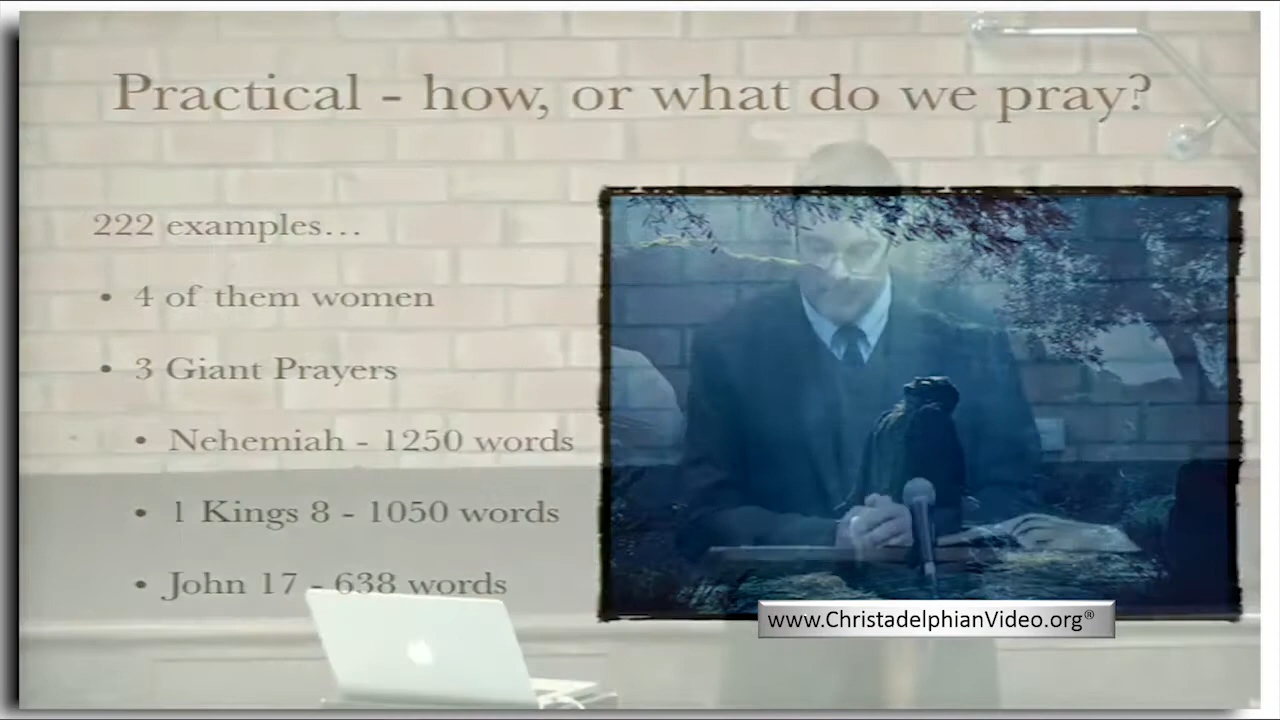 Practical - how, or what do we pray?
222 examples...
• 4 of them women
• 3 Giant Prayers
• Nehemiah - 1250 words
• 1 Kings 8 - 1050 words
• John 17 - 638 words
www.ChristadelphianVideo.org®